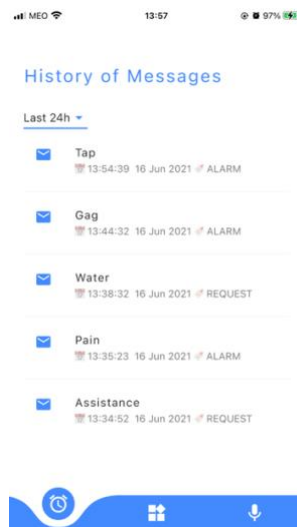 MEO 13:57 97%
History of Messages
Last 24h
Tap
13:54:39 16 Jun 2021 ALARM
Gag
13:44:32 16 Jun 2021 ALARM
Water
13:38:32 16 Jun 2021 REQUEST
Pain
13:35:23 16 Jun 2021 ALARM
Assistance
13:34:52 16 Jun 2021 REQUEST